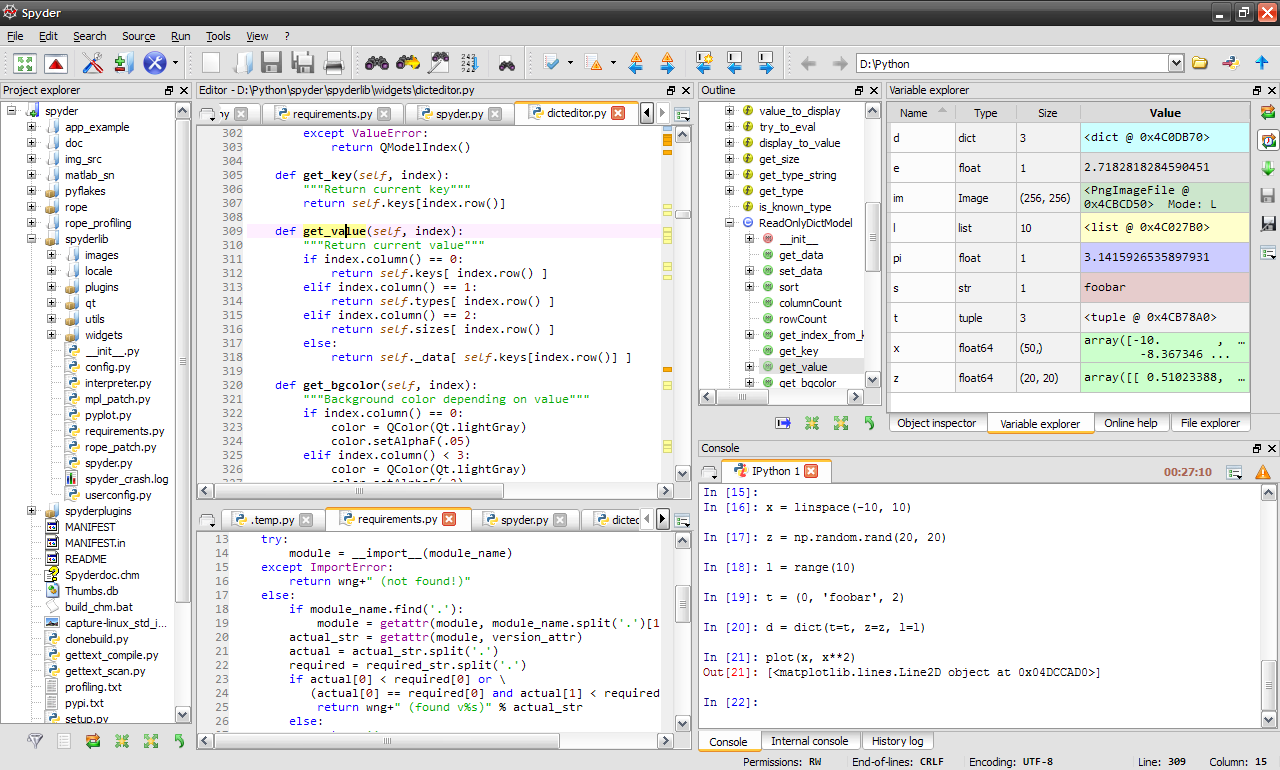 Spyder
File Edit Search Source Run Tools View ?
D:\Python
Project explorer
spyder
app_example
doc
img_src
matlab_sn
pyflakes
rope
rope_profiling
spyderlib
images
locale
plugins
qt
utils
widgets
__init__.py
config.py
interpreter.py
mpl_patch.py
pyplot.py
requirements.py
rope_patch.py
spyder.py
spyder_crash.log
userconfig.py
spyderplugins
MANIFEST
MANIFEST.in
README
Spyderdoc.chm
Thumbs.db
build_chm.bat
capture-linux_std_i...
clonebuild.py
gettext_compile.py
gettext_scan.py
profiling.txt
pypi.txt
setup.py
Editor - D:\Python\spyder\spyderlib\widgets\dicteditor.py
py requirements.py spyder.py dicteditor.py
302         except ValueError:
303             return QModelIndex()
304
305     def get_key(self, index):
306         """Return current key"""
307         return self.keys[index.row()]
308
309     def get_value(self, index):
310         """Return current value"""
311         if index.column() == 0:
312             return self.keys[ index.row() ]
313         elif index.column() == 1:
314             return self.types[ index.row() ]
315         elif index.column() == 2:
316             return self.sizes[ index.row() ]
317         else:
318             return self._data[ self.keys[index.row()] ]
319
320     def get_bgcolor(self, index):
321         """Background color depending on value"""
322         if index.column() == 0:
323             color = QColor(Qt.lightGray)
324             color.setAlphaF(.05)
325         elif index.column() < 3:
326             color = QColor(Qt.lightGray)
327             color.setAlphaF(.2)
.temp.py requirements.py spyder.py dictec
13     try:
14         module = __import__(module_name)
15     except ImportError:
16         return wng+" (not found!)"
17     else:
18         if module_name.find('.'):
19             module = getattr(module, module_name.split('.')[1
20         actual_str = getattr(module, version_attr)
21         actual = actual_str.split('.')
22         required = required_str.split('.')
23         if actual[0] < required[0] or \
24            (actual[0] == required[0] and actual[1] < required
25             return wng+" (found v%s)" % actual_str
26         else:
Outline
value_to_display
try_to_eval
display_to_value
get_size
get_type_string
get_type
is_known_type
ReadOnlyDictModel
__init__
get_data
set_data
sort
columnCount
rowCount
get_index_from_k
get_key
get_value
get_bgcolor
Variable explorer
Name Type Size Value
d dict 3 <dict @ 0x4C0DB70>
e float 1 2.7182818284590451
im Image (256, 256) <PngImageFile @
0x4CBCD50> Mode: L
l list 10 <list @ 0x4C027B0>
pi float 1 3.1415926535897931
s str 1 foobar
t tuple 3 <tuple @ 0x4CB78A0>
x float64 (50,) array([-10. , …
-8.367346 ...
z float64 (20, 20) array([[ 0.51023388, …
Object inspector Variable explorer Online help File explorer
Console
IPython 1 00:27:10
In [15]:
In [16]: x = linspace(-10, 10)
In [17]: z = np.random.rand(20, 20)
In [18]: l = range(10)
In [19]: t = (0, 'foobar', 2)
In [20]: d = dict(t=t, z=z, l=l)
In [21]: plot(x, x**2)
Out[21]: [<matplotlib.lines.Line2D object at 0x04DCCAD0>]
In [22]:
Console Internal console History log
Permissions: RW End-of-lines: CRLF Encoding: UTF-8 Line: 309 Column: 15